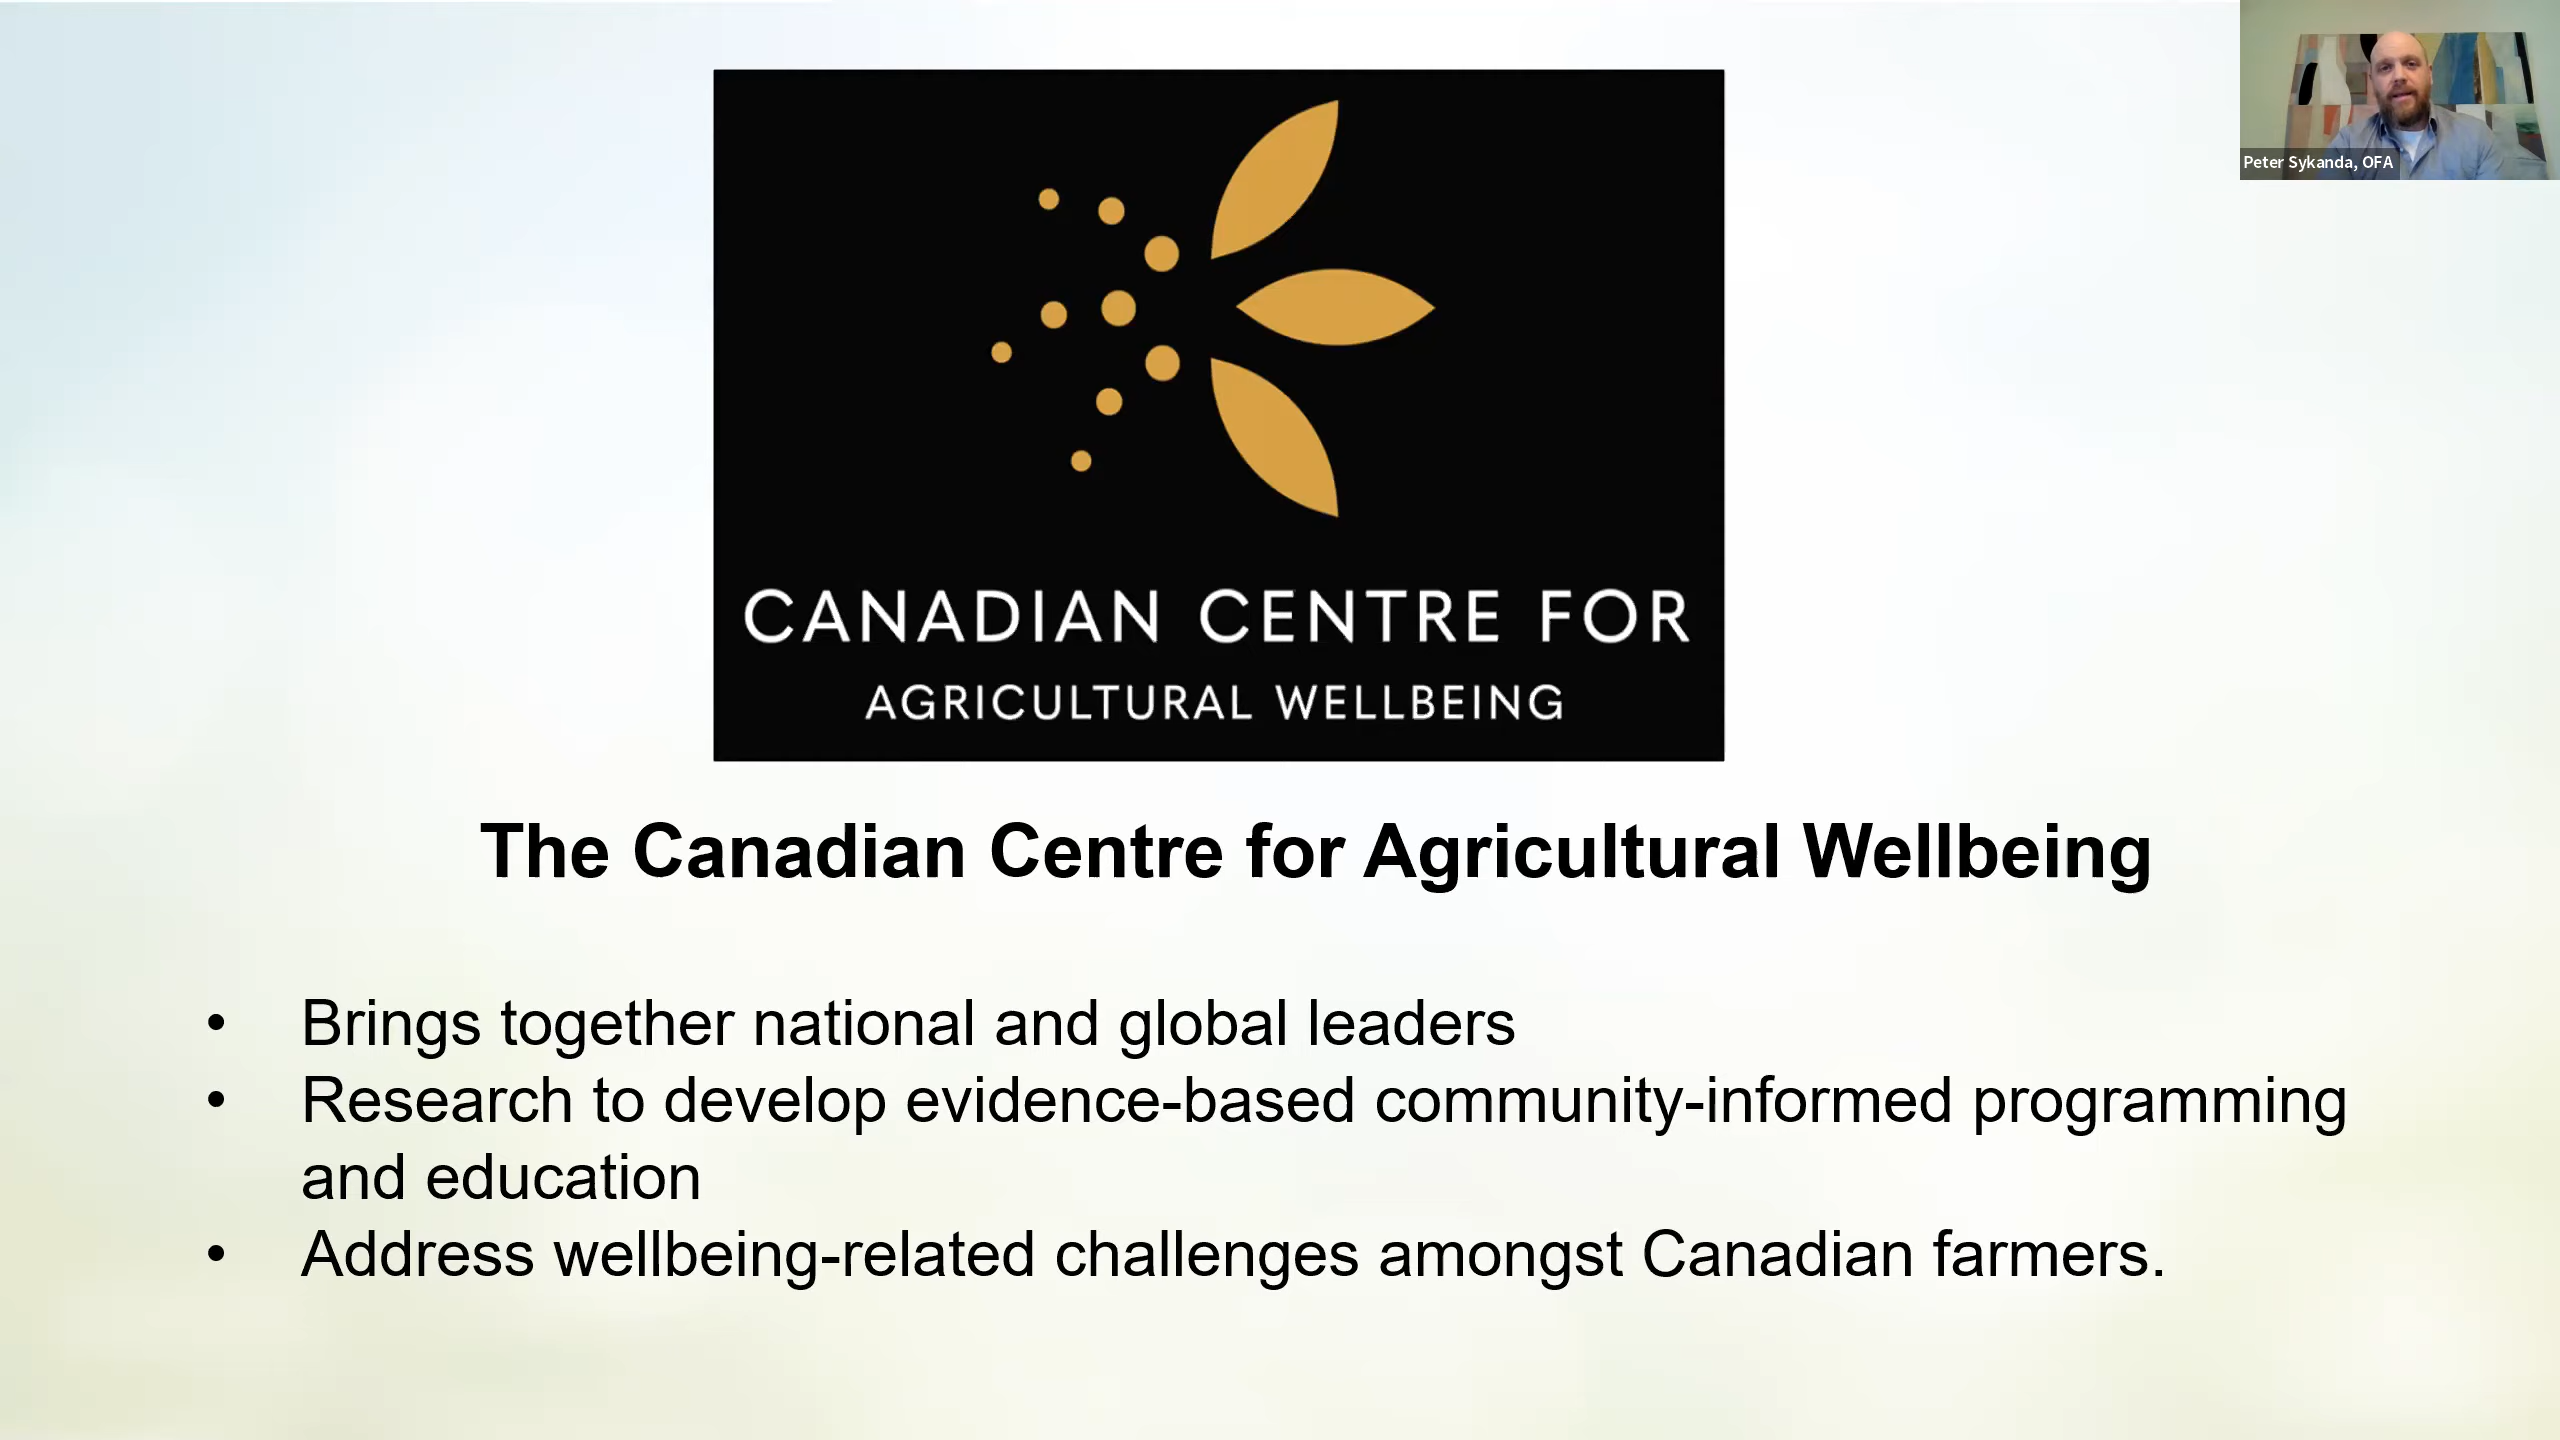 Peter Sykanda, OFA
CANADIAN CENTRE FOR
AGRICULTURAL WELLBEING
The Canadian Centre for Agricultural Wellbeing
• Brings together national and global leaders
• Research to develop evidence-based community-informed programming
and education
• Address wellbeing-related challenges amongst Canadian farmers.